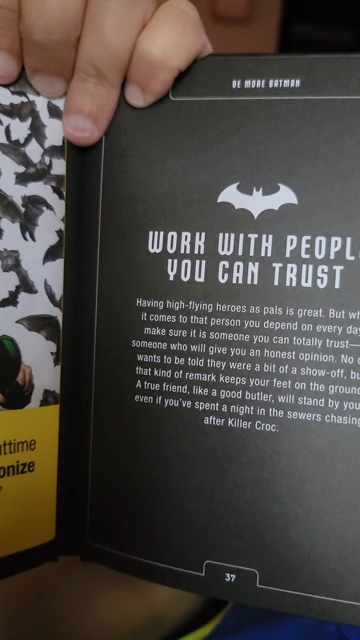 BE MORE BATMAN
WORK WITH PEOPL
YOU CAN TRUST
Having high-flying heroes as pals is great. But wh
it comes to that person you depend on every day
make sure it is someone you can totally trust—
someone who will give you an honest opinion. No o
wants to be told they were a bit of a show-off, bu
that kind of remark keeps your feet on the ground
A true friend, like a good butler, will stand by you
even if you've spent a night in the sewers chasing
after Killer Croc.
37
httime
onize